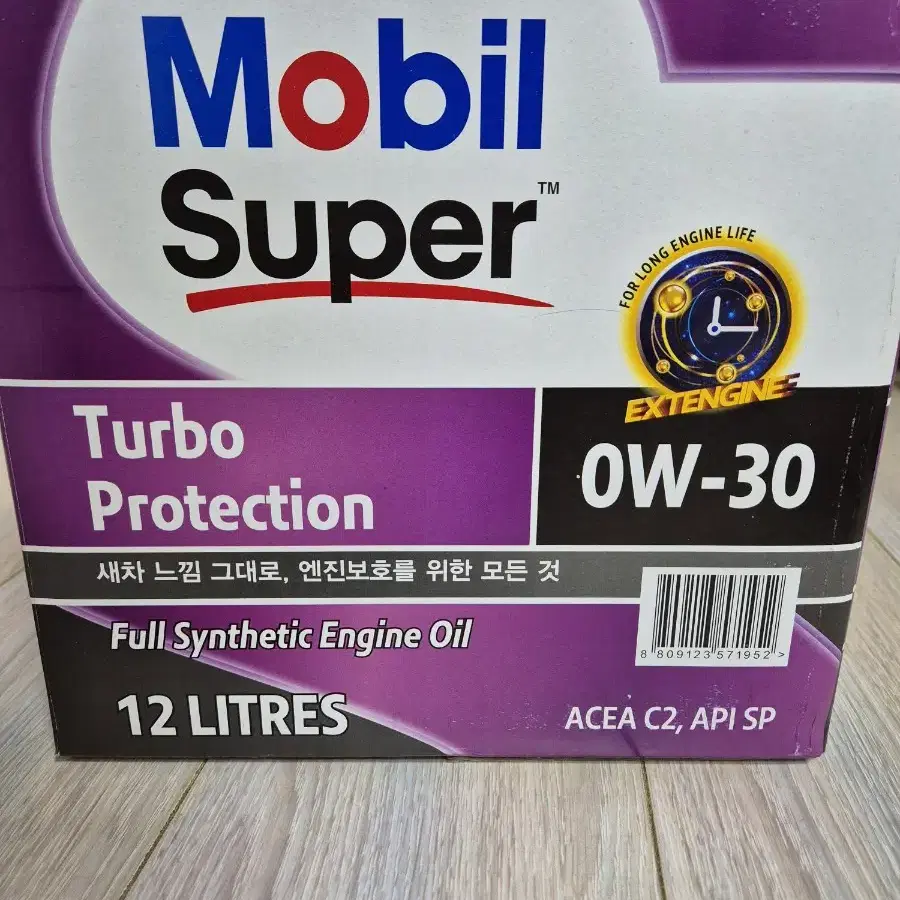 Mobil
Super™
FOR LONG ENGINE LIFE
EXTENGINE
Turbo
Protection
0W-30
새차 느낌 그대로, 엔진보호를 위한 모든 것
Full Synthetic Engine Oil
8 809123 571952 >
12 LITRES
ACEA C2, API SP